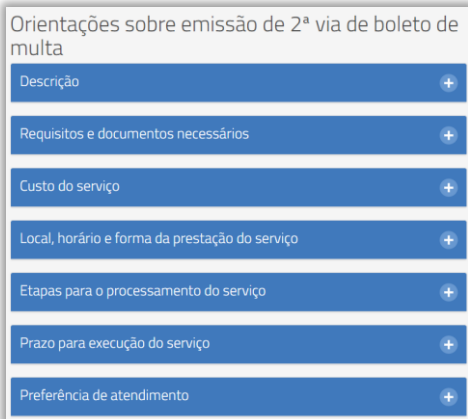 Orientações sobre emissão de 2ª via de boleto de
multa
Descrição
Requisitos e documentos necessários
Custo do serviço
Local, horário e forma da prestação do serviço
Etapas para o processamento do serviço
Prazo para execução do serviço
Preferência de atendimento